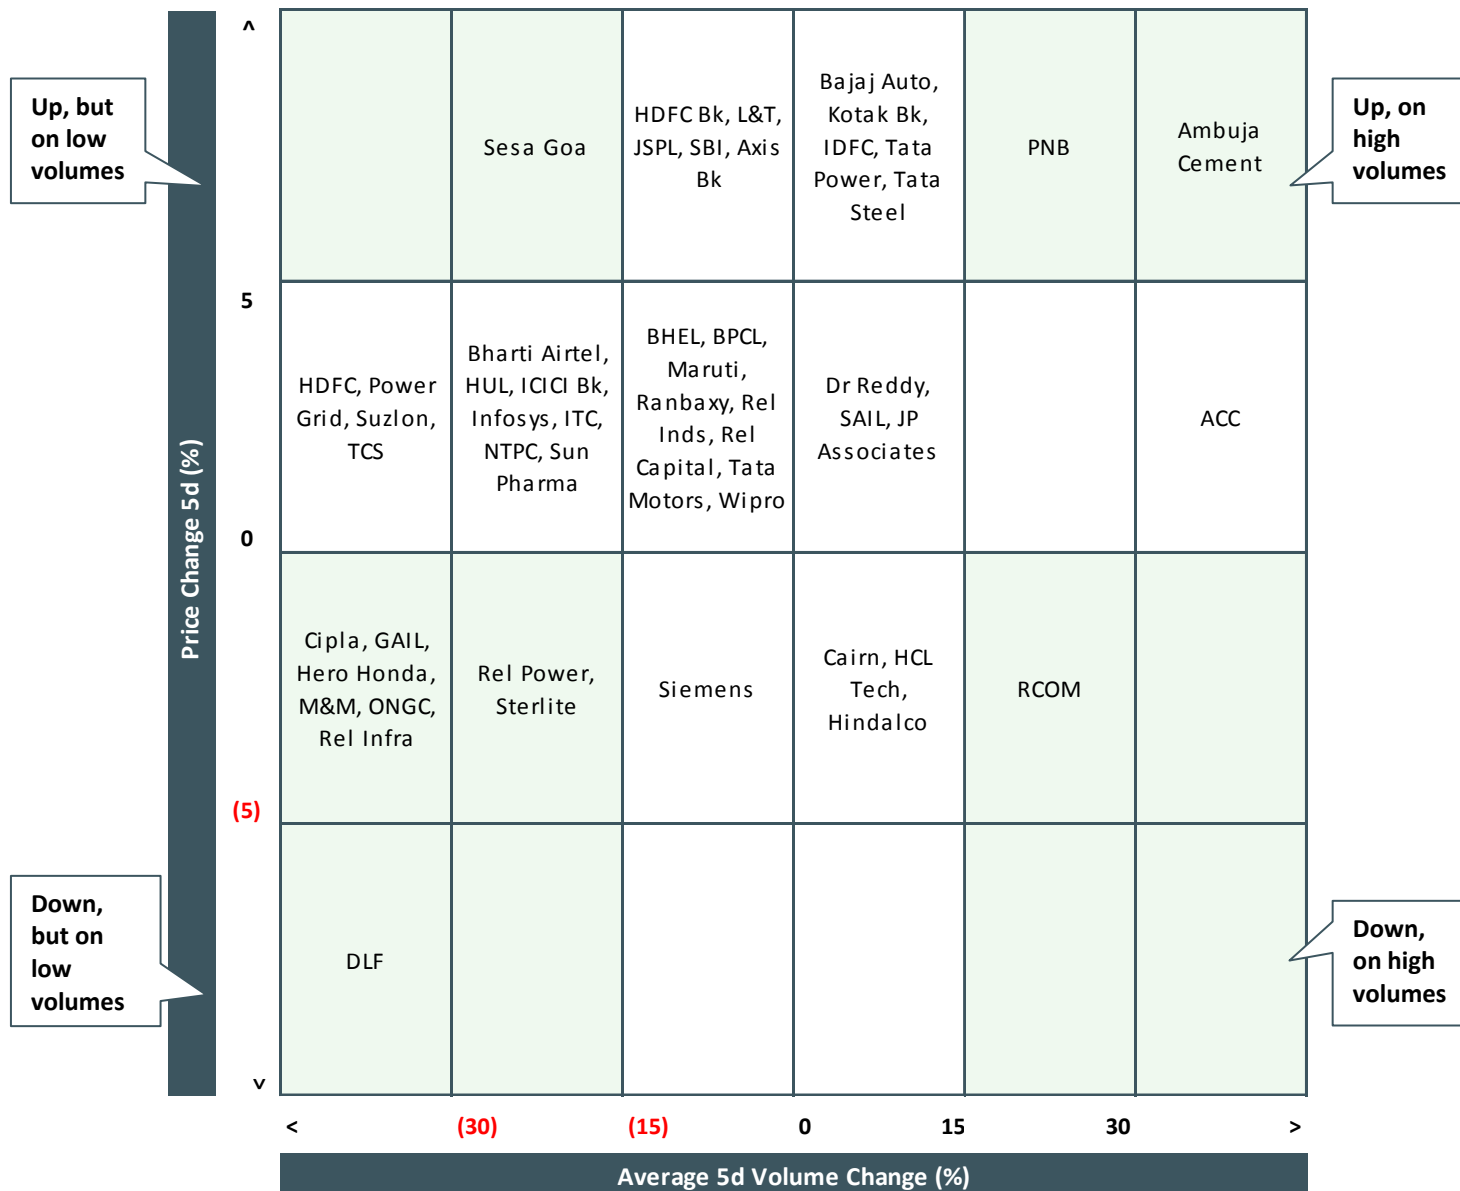 ^
Up, but
on low
volumes
Sesa Goa
HDFC Bk, L&T,
JSPL, SBI, Axis
Bk
Bajaj Auto,
Kotak Bk,
IDFC, Tata
Power, Tata
Steel
PNB
Ambuja
Cement
Up, on
high
volumes
5
HDFC, Power
Grid, Suzlon,
TCS
Bharti Airtel,
HUL, ICICI Bk,
Infosys, ITC,
NTPC, Sun
Pharma
BHEL, BPCL,
Maruti,
Ranbaxy, Rel
Inds, Rel
Capital, Tata
Motors, Wipro
Dr Reddy,
SAIL, JP
Associates
ACC
Price Change 5d (%)
0
Cipla, GAIL,
Hero Honda,
M&M, ONGC,
Rel Infra
Rel Power,
Sterlite
Siemens
Cairn, HCL
Tech,
Hindalco
RCOM
(5)
Down,
but on
low
volumes
DLF
Down,
on high
volumes
v
< (30) (15) 0 15 30 >
Average 5d Volume Change (%)